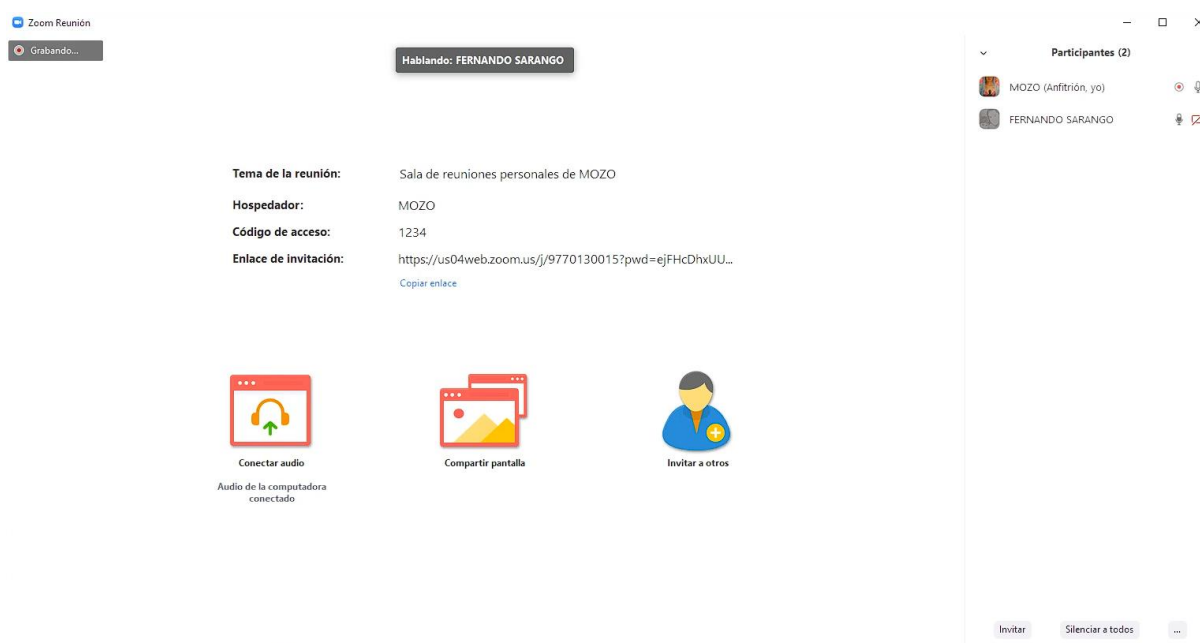 Zoom Reunión
Grabando...
Hablando: FERNANDO SARANGO
Participantes (2)
MOZO (Anfitrión, yo)
FERNANDO SARANGO
Tema de la reunión: Sala de reuniones personales de MOZO
Hospedador: MOZO
Código de acceso: 1234
Enlace de invitación: https://us04web.zoom.us/j/9770130015?pwd=ejFHcDhxUU...
Copiar enlace
Conectar audio
Audio de la computadora
conectado
Compartir pantalla
Invitar a otros
Invitar
Silenciar a todos
...